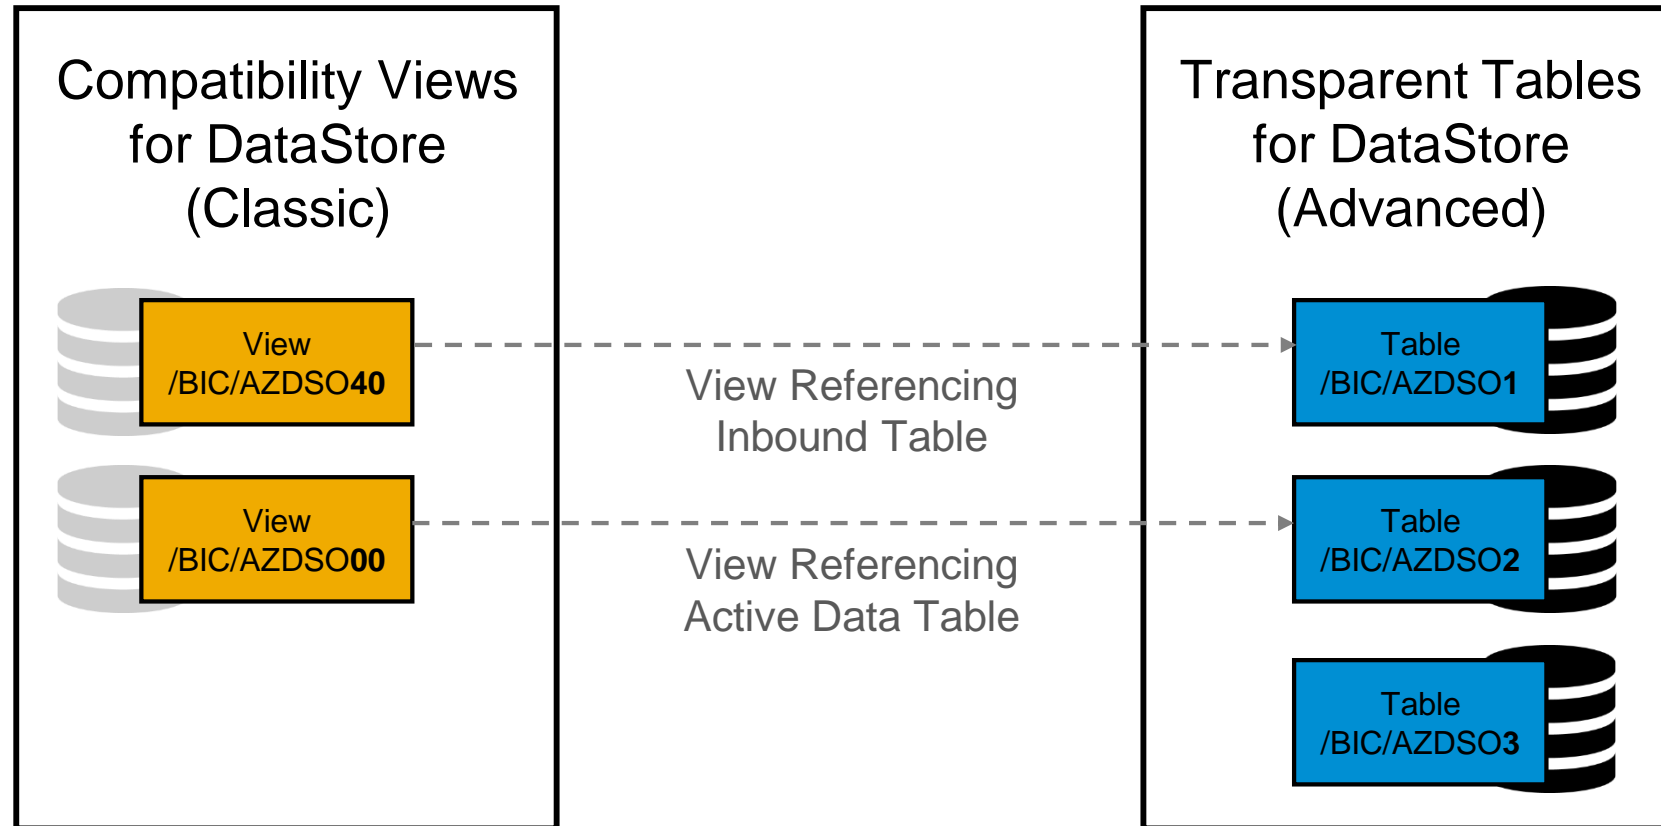 Compatibility Views
for DataStore
(Classic)
View
/BIC/AZDSO40
View
/BIC/AZDSO00
View Referencing
Inbound Table
View Referencing
Active Data Table
Transparent Tables
for DataStore
(Advanced)
Table
/BIC/AZDSO1
Table
/BIC/AZDSO2
Table
/BIC/AZDSO3